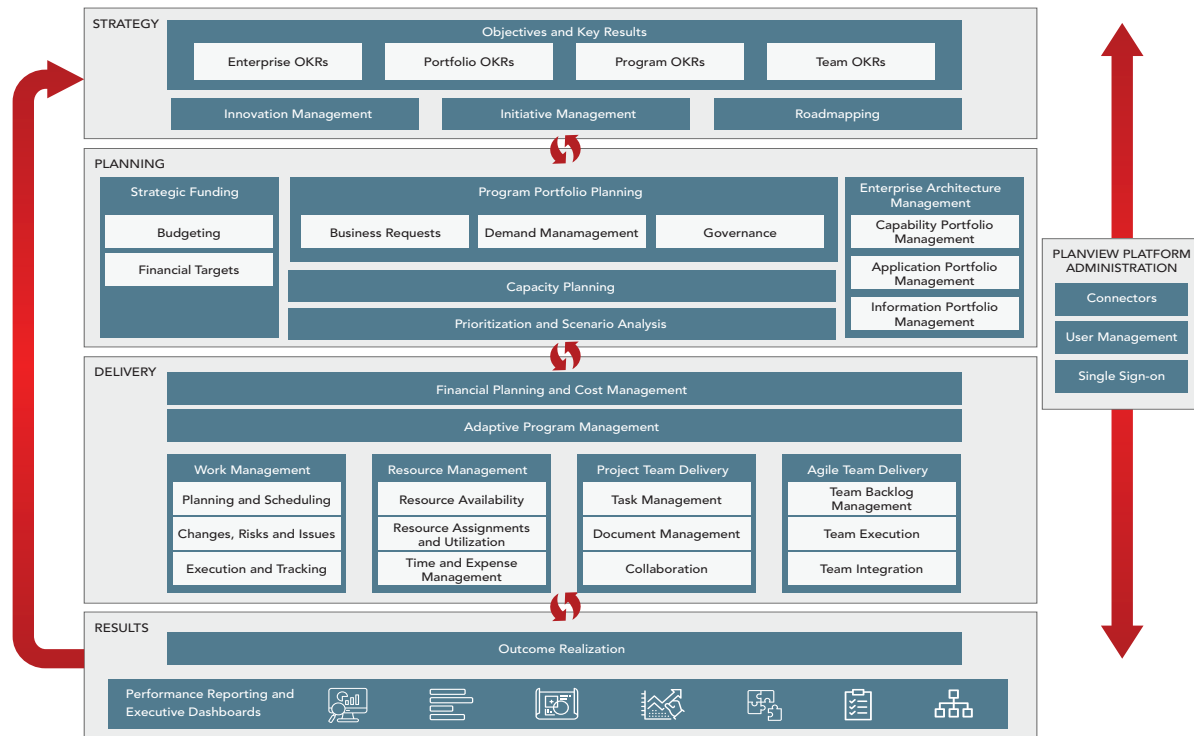 STRATEGY
Objectives and Key Results
Enterprise OKRs
Portfolio OKRs
Program OKRs
Team OKRs
Innovation Management
Initiative Management
Roadmapping
PLANNING
Strategic Funding
Budgeting
Financial Targets
Program Portfolio Planning
Business Requests
Demand Manamagement
Governance
Capacity Planning
Prioritization and Scenario Analysis
Enterprise Architecture
Management
Capability Portfolio
Management
Application Portfolio
Management
Information Portfolio
Management
PLANVIEW PLATFORM
ADMINISTRATION
Connectors
User Management
Single Sign-on
DELIVERY
Financial Planning and Cost Management
Adaptive Program Management
Work Management
Planning and Scheduling
Changes, Risks and Issues
Execution and Tracking
Resource Management
Resource Availability
Resource Assignments
and Utilization
Time and Expense
Management
Project Team Delivery
Task Management
Document Management
Collaboration
Agile Team Delivery
Team Backlog
Management
Team Execution
Team Integration
RESULTS
Outcome Realization
Performance Reporting and
Executive Dashboards